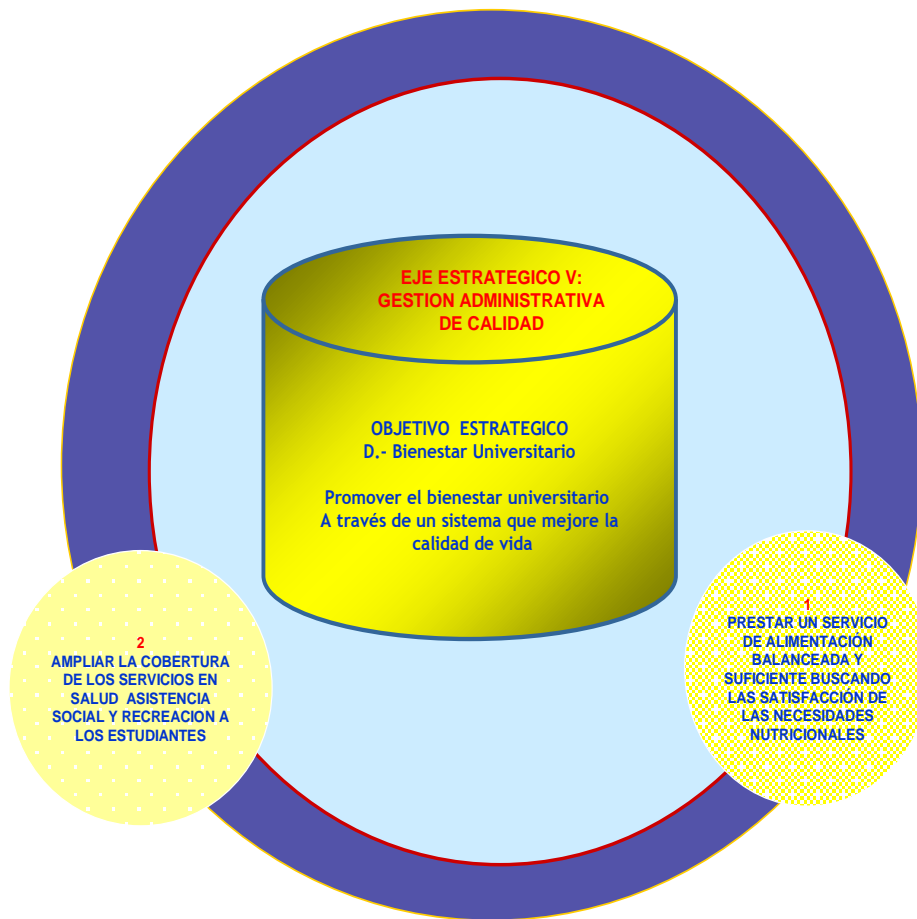 EJE ESTRATEGICO V:
GESTION ADMINISTRATIVA
DE CALIDAD
OBJETIVO ESTRATEGICO
D.- Bienestar Universitario
Promover el bienestar universitario
A través de un sistema que mejore la
calidad de vida
2
AMPLIAR LA COBERTURA
DE LOS SERVICIOS EN
SALUD ASISTENCIA
SOCIAL Y RECREACION A
LOS ESTUDIANTES
1
PRESTAR UN SERVICIO
DE ALIMENTACIÓN
BALANCEADA Y
SUFICIENTE BUSCANDO
LAS SATISFACCIÓN DE
LAS NECESIDADES
NUTRICIONALES